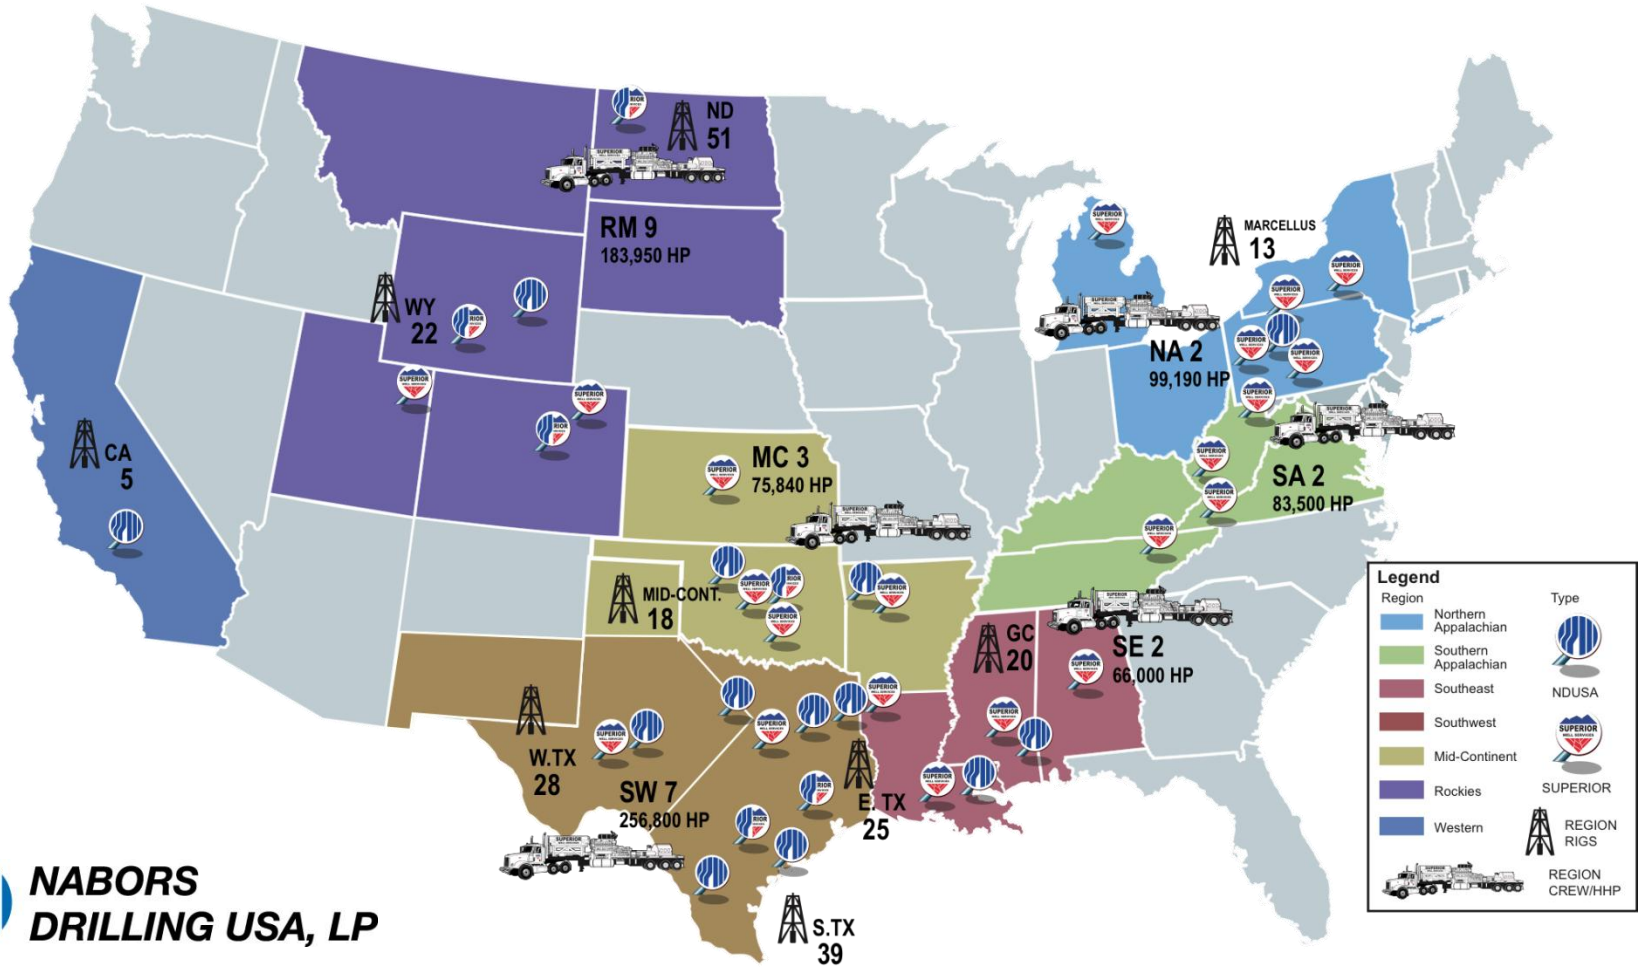 ND
51
RM 9
183,950 HP
WY
22
MARCELLUS
13
NA 2
99,190 HP
CA
5
MC 3
75,840 HP
SA 2
83,500 HP
MID-CONT.
18
GC
20
SE 2
66,000 HP
W.TX
28
SW 7
256,800 HP
E. TX
25
S.TX
39
NABORS
DRILLING USA, LP
Legend
Region
Northern
Appalachian
Southern
Appalachian
Southeast
Southwest
Mid-Continent
Rockies
Western
Type
NDUSA
SUPERIOR
WELL SERVICES
SUPERIOR
REGION
RIGS
REGION
CREW/HHP